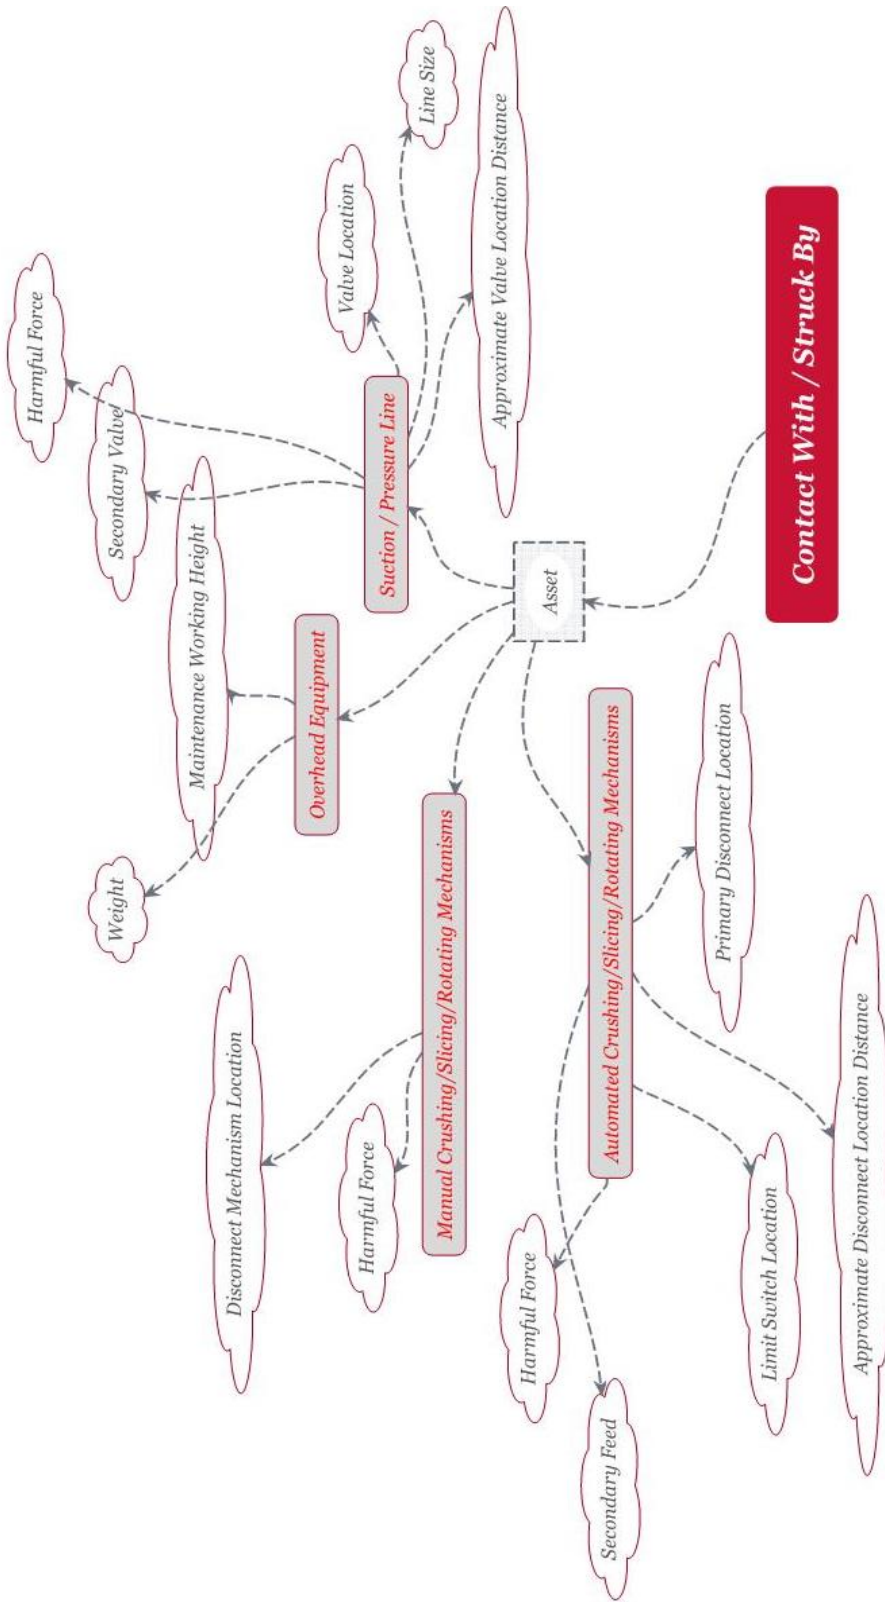 Harmful Force
Secondary Valve
Maintenance Working Height
Weight
Valve Location
Line Size
Approximate Valve Location Distance
Suction / Pressure Line
Overhead Equipment
Disconnect Mechanism Location
Harmful Force
Manual Crushing/Slicing/Rotating Mechanisms
Asset
Automated Crushing/Slicing/Rotating Mechanisms
Harmful Force
Secondary Feed
Primary Disconnect Location
Limit Switch Location
Approximate Disconnect Location Distance
Contact With / Struck By